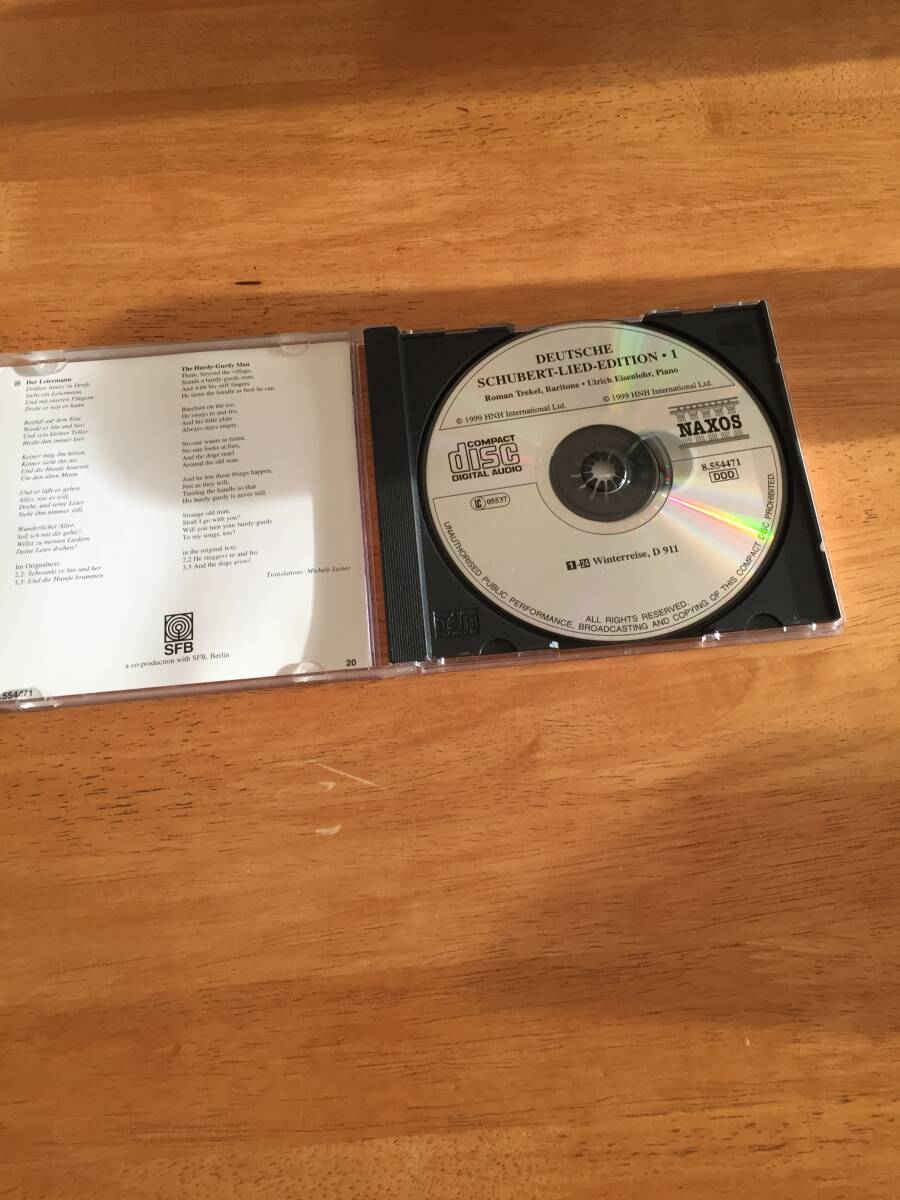 24 Der Leiermann
Drüben hinter'm Dorfe
Steht ein Leiermann,
Und mit starren Fingern
Dreht er was er kann.
Barfuß auf dem Eise
Wankt er hin und her;
Und sein kleiner Teller
Bleibt ihm immer leer.
Keiner mag ihn hören,
Keiner sieht ihn an;
Und die Hunde knurren
Um den alten Mann.
Und er läßt es gehen
Alles, wie es will,
Dreht, und seine Leier
Steht ihm nimmer still.
Wunderlicher Alter,
Soll ich mit dir gehn?
Willst zu meinen Liedern
Deine Leier drehen?
Im Originaltext:
2,2: Schwankt er hin und her
3,3: Und die Hunde brummen
The Hurdy-Gurdy Man
There, beyond the village,
Stands a hurdy-gurdy man,
And with his stiff fingers
He turns the handle as best he can.
Barefoot on the ice,
He sways to and fro,
And his little plate
Always stays empty.
No-one wants to listen,
No-one looks at him,
And the dogs snarl
Around the old man.
And he lets these things happen,
Just as they will,
Turning the handle so that
His hurdy-gurdy is never still.
Strange old man,
Shall I go with you?
Will you turn your hurdy-gurdy
To my songs, too?
in the original text:
2,2 He staggers to and fro
3,3 And the dogs growl
Translations: Michele Lester
SFB
a co-production with SFB, Berlin
20
.554471
DEUTSCHE
SCHUBERT-LIED-EDITION • 1
Roman Trekel, Baritone • Ulrich Eisenlohr, Piano
℗ 1999 HNH International Ltd.
© 1999 HNH International Ltd.
NAXOS
COMPACT
disc
DIGITAL AUDIO
8.554471
DDD
LC 05537
1-24 Winterreise, D 911
ALL RIGHTS RESERVED.
UNAUTHORISED PUBLIC PERFORMANCE, BROADCASTING AND COPYING OF THIS COMPACT DISC PROHIBITED.